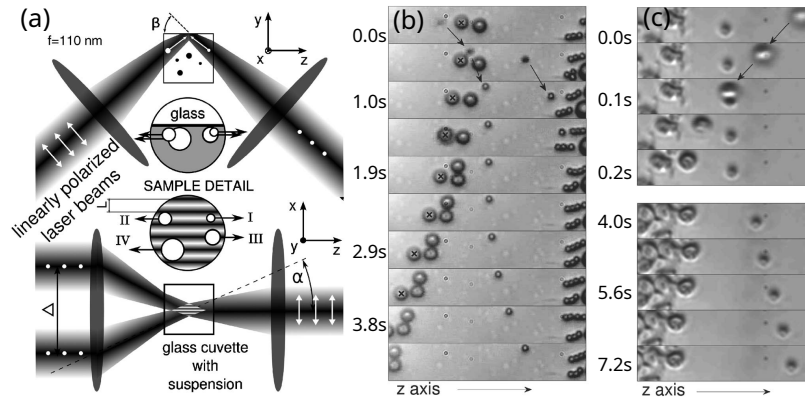 (a)
β
y
x
z
f=110 nm
glass
linearly polarized
laser beams
SAMPLE DETAIL
L
II
I
IV
III
x
y
z
α
Δ
glass cuvette
with
suspension
(b)
0.0s
1.0s
1.9s
2.9s
3.8s
z axis
(c)
0.0s
0.1s
0.2s
4.0s
5.6s
7.2s
z axis